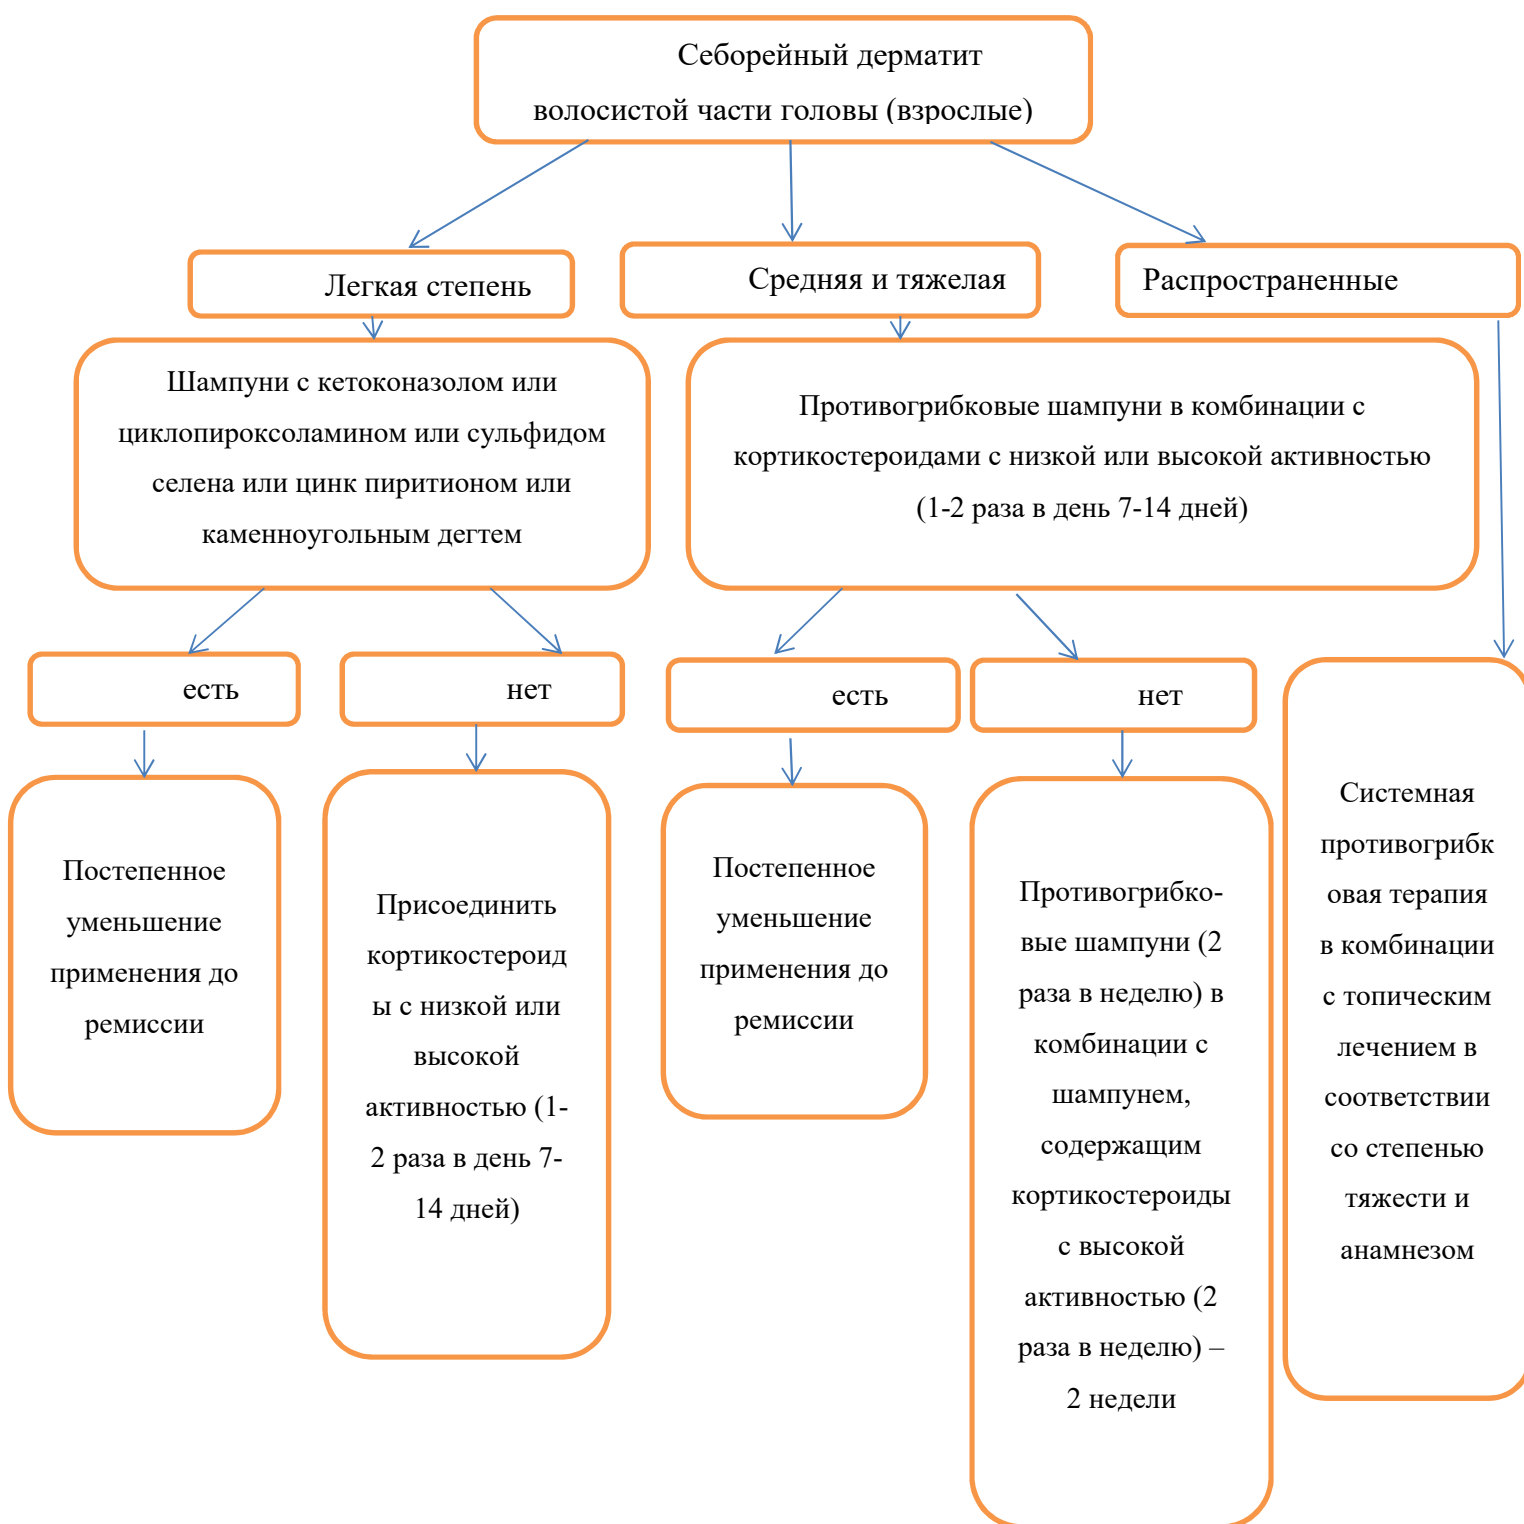 Себорейный дерматит
волосистой части головы (взрослые)
Легкая степень
Средняя и тяжелая
Распространенные
Шампуни с кетоконазолом или
циклопироксоламином или сульфидом
селена или цинк пиритионом или
каменноугольным дегтем
Противогрибковые шампуни в комбинации с
кортикостероидами с низкой или высокой активностью
(1-2 раза в день 7-14 дней)
есть
нет
есть
нет
Постепенное
уменьшение
применения до
ремиссии
Присоединить
кортикостероид
ы с низкой или
высокой
активностью (1-
2 раза в день 7-
14 дней)
Постепенное
уменьшение
применения до
ремиссии
Противогрибко-
вые шампуни (2
раза в неделю) в
комбинации с
шампунем,
содержащим
кортикостероиды
с высокой
активностью (2
раза в неделю) –
2 недели
Системная
противогрибк
овая терапия
в комбинации
с топическим
лечением в
соответствии
со степенью
тяжести и
анамнезом